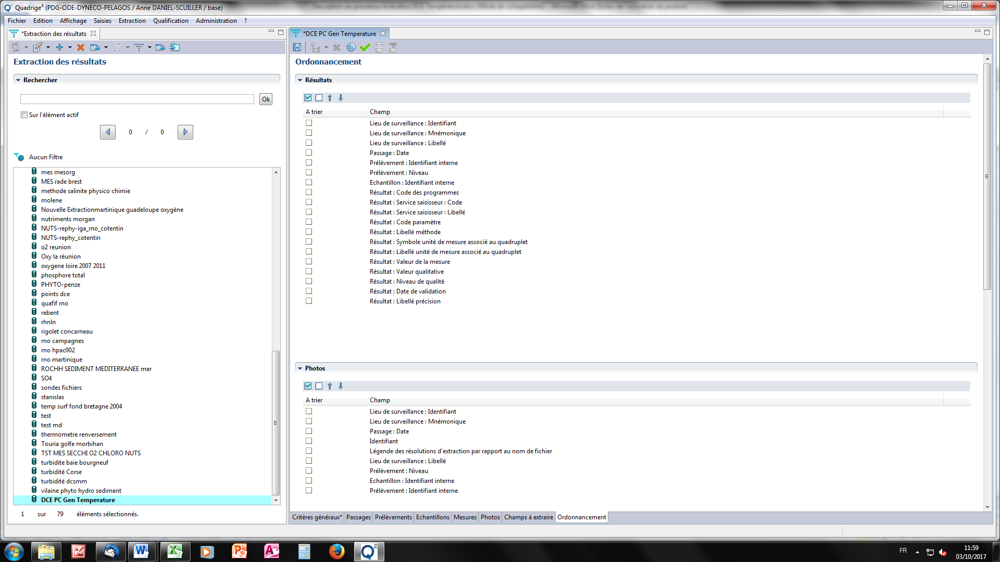 Quadrige² (PDG-ODE-DYNECO-PELAGOS / Anne DANIEL-SCUILLER / base)
Fichier Edition Affichage Saisies Extraction Qualification Administration ?
*Extraction des résultats
Extraction des résultats
Rechercher
Ok
Sur l'élément actif
0 / 0
Aucun Filtre
mes mesorg
MES rade brest
methode salinite physico chimie
molene
Nouvelle Extractionmartinique guadeloupe oxygène
nutriments morgan
NUTS-rephy-iga_rno_cotentin
NUTS-rephy_cotentin
o2 reunion
Oxy la réunion
oxygene loire 2007 2011
phosphore total
PHYTO-penze
points dce
quafif rno
rebent
rhnln
rigolet concarneau
rno campagnes
rno hpac002
rno martinique
ROCHH SEDIMENT MEDITERRANEE mer
SO4
sondes fichiers
stanislas
temp surf fond bretagne 2004
test
test md
thermometre renversement
Touria golfe morbihan
TST MES SECCHI O2 CHLORO NUTS
turbidite baie bourgneuf
turbidité Corse
turbidité dcsmm
vilaine phyto hydro sediment
DCE PC Gen Temperature
1 sur 79 éléments sélectionnés.
*DCE PC Gen Temperature
Ordonnancement
Résultats
A trier Champ
Lieu de surveillance : Identifiant
Lieu de surveillance : Mnémonique
Lieu de surveillance : Libellé
Passage : Date
Prélèvement : Identifiant interne
Prélèvement : Niveau
Echantillon : Identifiant interne
Résultat : Code des programmes
Résultat : Service saisisseur : Code
Résultat : Service saisisseur : Libellé
Résultat : Code paramètre
Résultat : Libellé méthode
Résultat : Symbole unité de mesure associé au quadruplet
Résultat : Libellé unité de mesure associé au quadruplet
Résultat : Valeur de la mesure
Résultat : Valeur qualitative
Résultat : Niveau de qualité
Résultat : Date de validation
Résultat : Libellé précision
Photos
A trier Champ
Lieu de surveillance : Identifiant
Lieu de surveillance : Mnémonique
Passage : Date
Identifiant
Légende des résolutions d'extraction par rapport au nom de fichier
Lieu de surveillance : Libellé
Prélèvement : Niveau
Echantillon : Identifiant interne
Prélèvement : Identifiant interne
Critères généraux* Passages Prélèvements Echantillons Mesures Photos Champs à extraire Ordonnancement
FR
11:59
03/10/2017